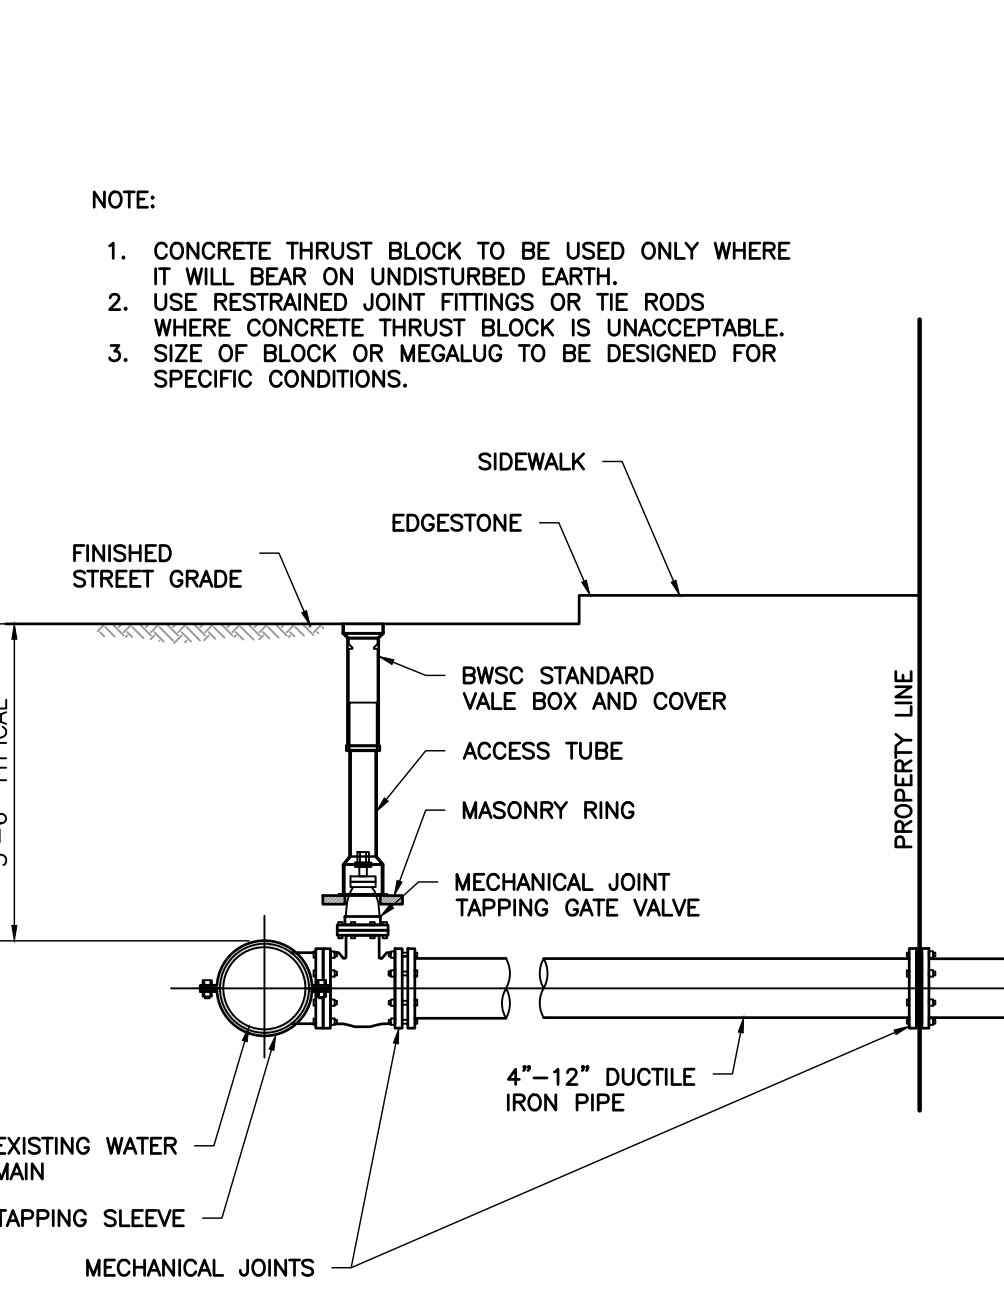 NOTE:
1. CONCRETE THRUST BLOCK TO BE USED ONLY WHERE
IT WILL BEAR ON UNDISTURBED EARTH.
2. USE RESTRAINED JOINT FITTINGS OR TIE RODS
WHERE CONCRETE THRUST BLOCK IS UNACCEPTABLE.
3. SIZE OF BLOCK OR MEGALUG TO BE DESIGNED FOR
SPECIFIC CONDITIONS.
SIDEWALK
EDGESTONE
FINISHED
STREET GRADE
BWSC STANDARD
VALE BOX AND COVER
ACCESS TUBE
MASONRY RING
MECHANICAL JOINT
TAPPING GATE VALVE
PROPERTY LINE
4"-12" DUCTILE
IRON PIPE
EXISTING WATER
MAIN
TAPPING SLEEVE
MECHANICAL JOINTS